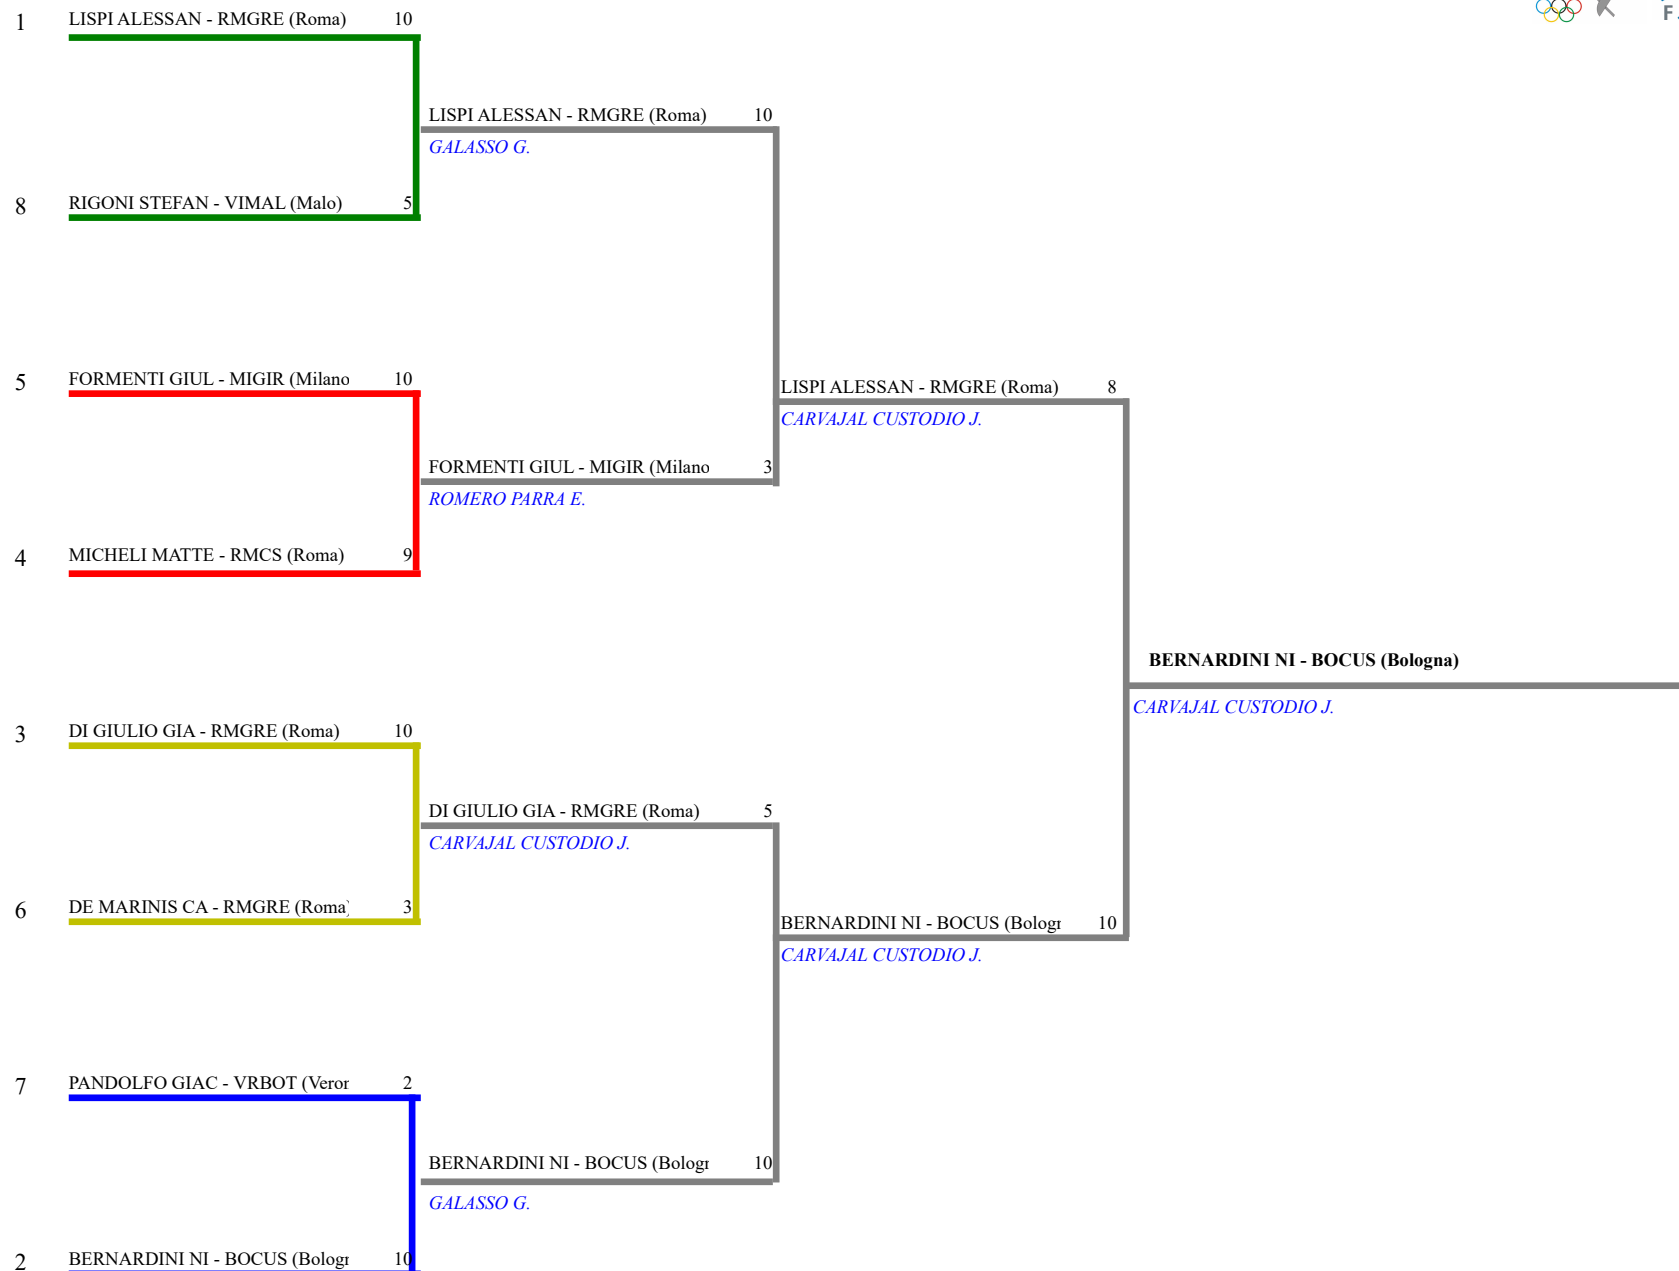 1 LISPI ALESSAN - RMGRE (Roma) 10
LISPI ALESSAN - RMGRE (Roma) 10
GALASSO G.
8 RIGONI STEFAN - VIMAL (Malo) 5
5 FORMENTI GIUL - MIGIR (Milano 10
LISPI ALESSAN - RMGRE (Roma) 8
CARVAJAL CUSTODIO J.
FORMENTI GIUL - MIGIR (Milano 3
ROMERO PARRA E.
4 MICHELI MATTE - RMCS (Roma) 9
BERNARDINI NI - BOCUS (Bologna)
CARVAJAL CUSTODIO J.
3 DI GIULIO GIA - RMGRE (Roma) 10
DI GIULIO GIA - RMGRE (Roma) 5
CARVAJAL CUSTODIO J.
6 DE MARINIS CA - RMGRE (Roma) 3
BERNARDINI NI - BOCUS (Bologn 10
CARVAJAL CUSTODIO J.
7 PANDOLFO GIAC - VRBOT (Veron 2
BERNARDINI NI - BOCUS (Bologn 10
GALASSO G.
2 BERNARDINI NI - BOCUS (Bologn 10